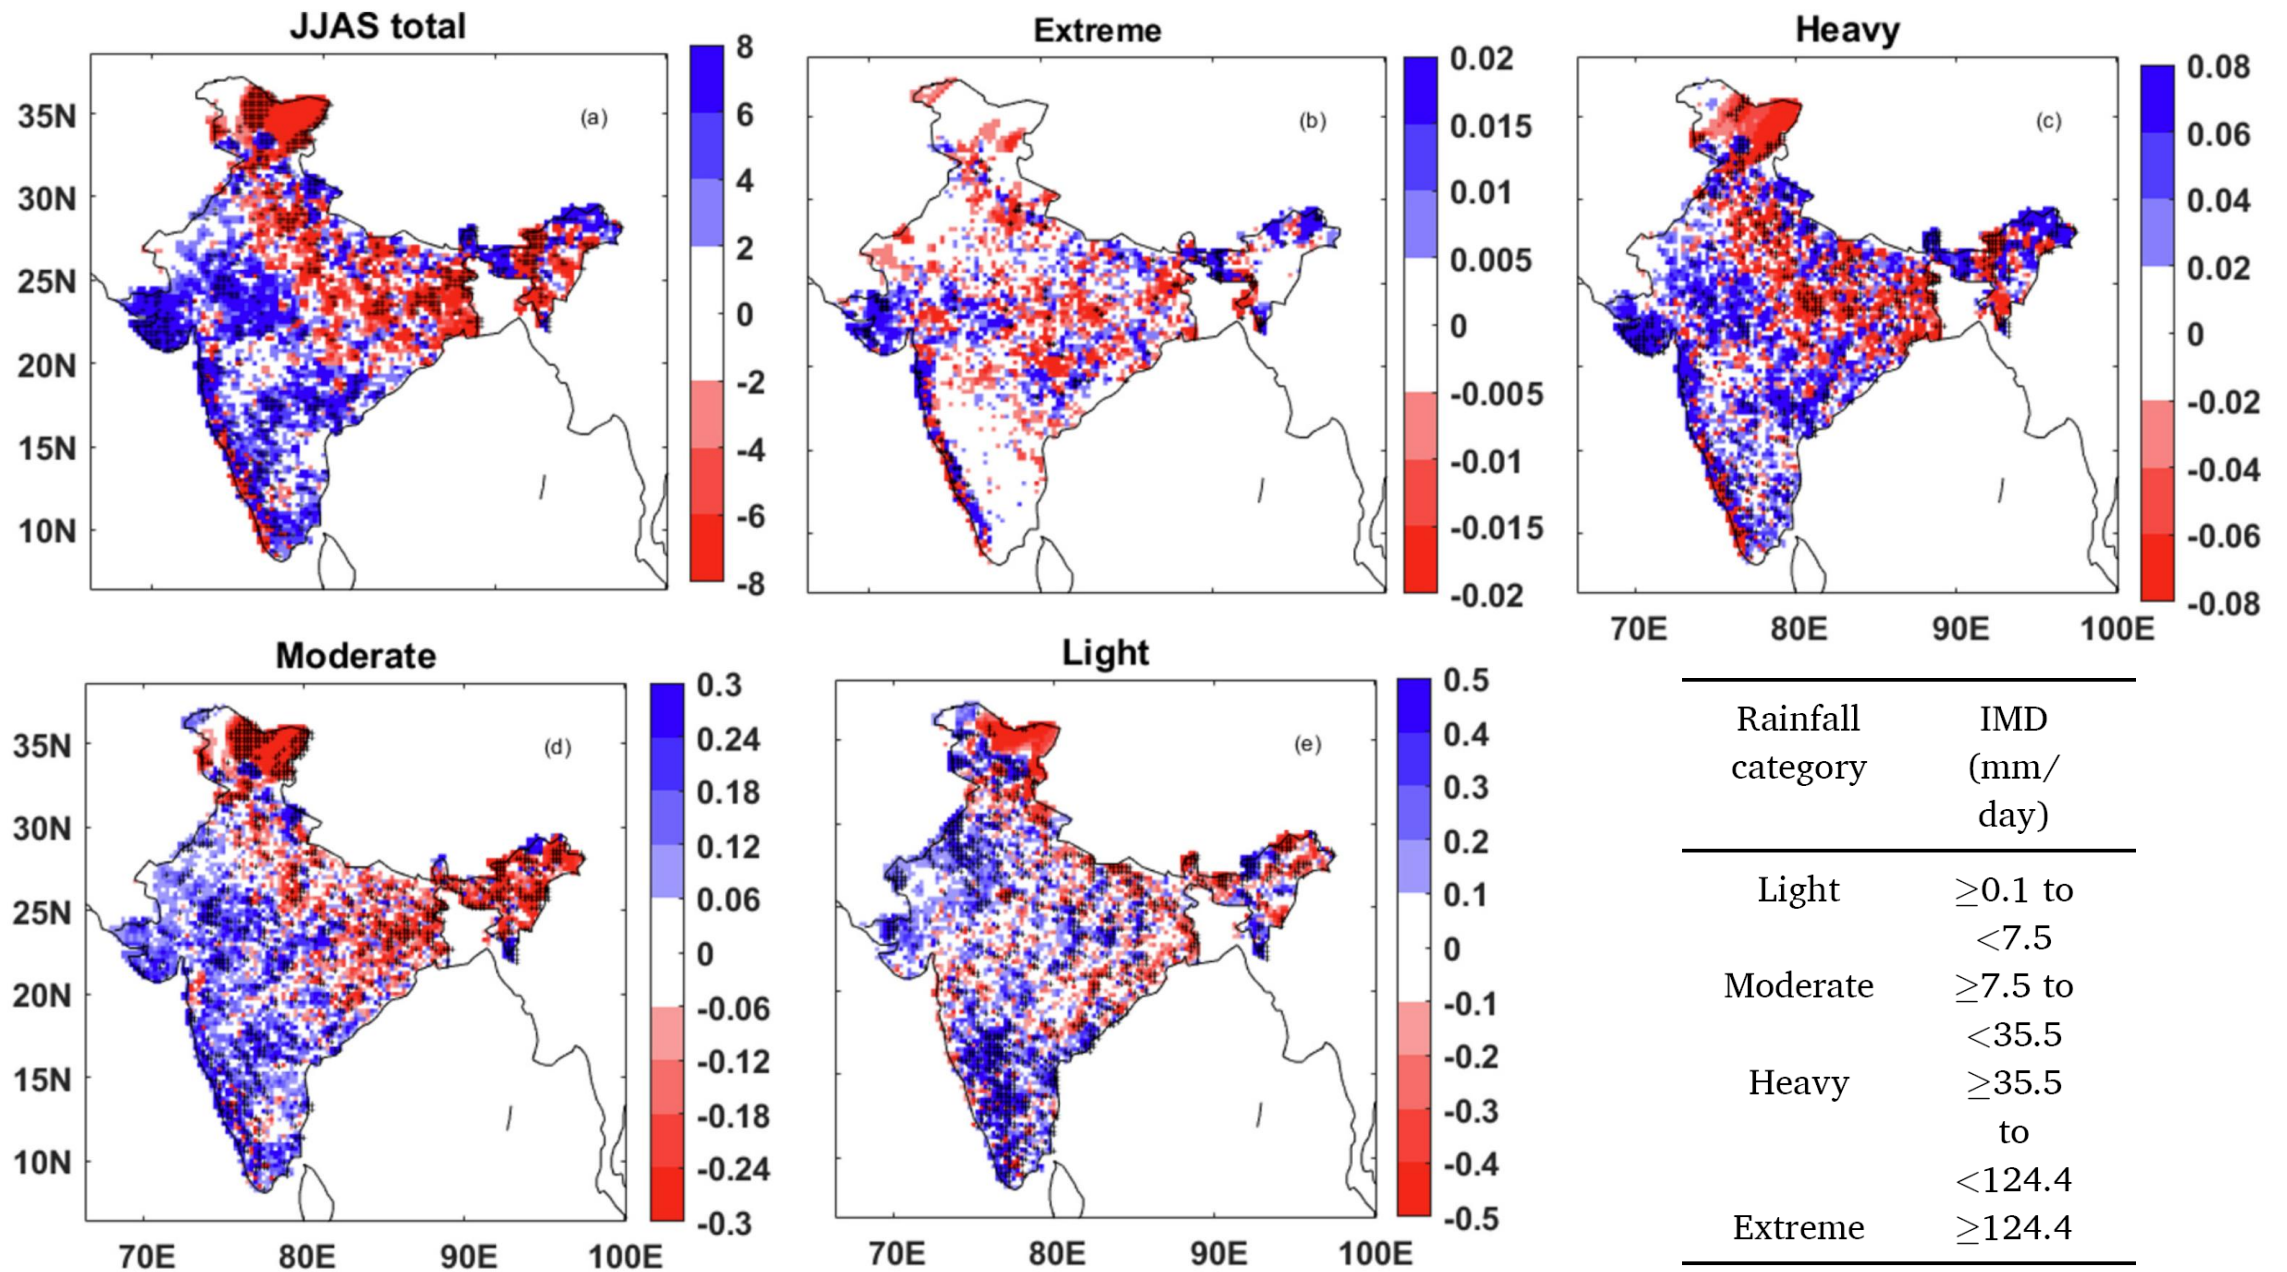 JJAS total
(a)
35N
30N
25N
20N
15N
10N
8
6
4
2
0
-2
-4
-6
-8
Extreme
(b)
0.02
0.015
0.01
0.005
0
-0.005
-0.01
-0.015
-0.02
Heavy
(c)
0.08
0.06
0.04
0.02
0
-0.02
-0.04
-0.06
-0.08
70E 80E 90E 100E
Moderate
(d)
35N
30N
25N
20N
15N
10N
70E 80E 90E 100E
0.3
0.24
0.18
0.12
0.06
0
-0.06
-0.12
-0.18
-0.24
-0.3
Light
(e)
70E 80E 90E 100E
0.5
0.4
0.3
0.2
0.1
0
-0.1
-0.2
-0.3
-0.4
-0.5
Rainfall IMD
category (mm/
day)
Light ≥0.1 to
<7.5
Moderate ≥7.5 to
<35.5
Heavy ≥35.5
to
<124.4
Extreme ≥124.4